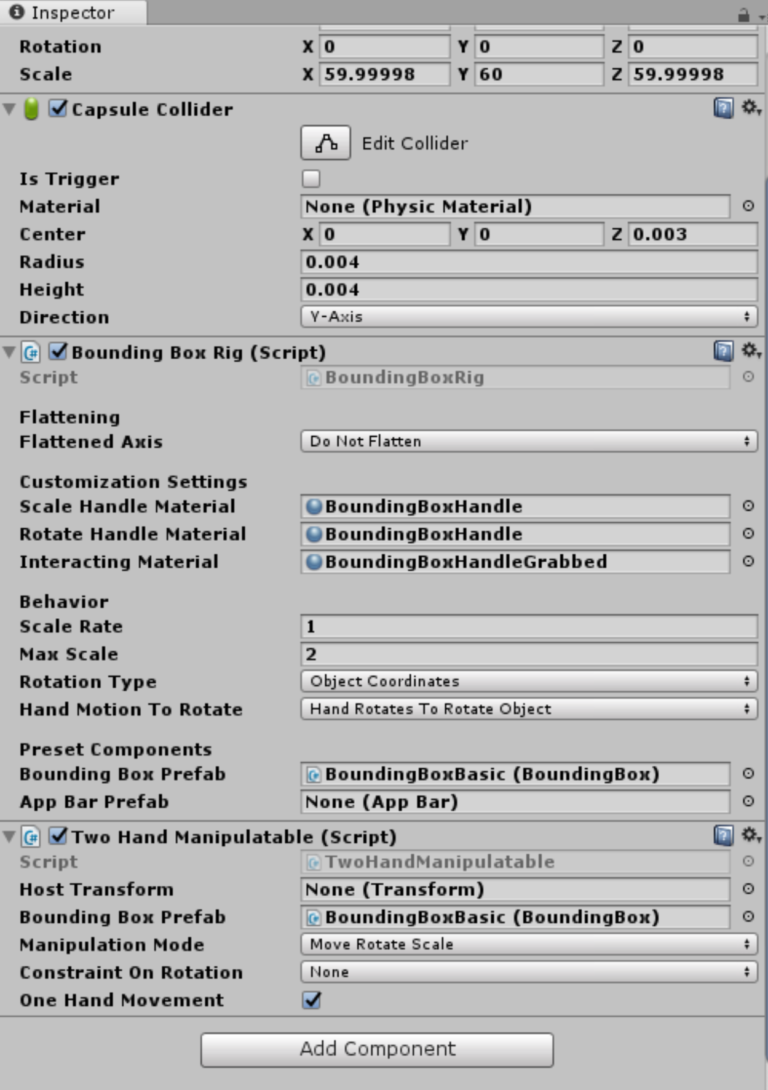 Inspector
Rotation X 0 Y 0 Z 0
Scale X 59.99998 Y 60 Z 59.99998
Capsule Collider
Edit Collider
Is Trigger
Material None (Physic Material)
Center X 0 Y 0 Z 0.003
Radius 0.004
Height 0.004
Direction Y-Axis
Bounding Box Rig (Script)
Script BoundingBoxRig
Flattening
Flattened Axis Do Not Flatten
Customization Settings
Scale Handle Material BoundingBoxHandle
Rotate Handle Material BoundingBoxHandle
Interacting Material BoundingBoxHandleGrabbed
Behavior
Scale Rate 1
Max Scale 2
Rotation Type Object Coordinates
Hand Motion To Rotate Hand Rotates To Rotate Object
Preset Components
Bounding Box Prefab BoundingBoxBasic (BoundingBox)
App Bar Prefab None (App Bar)
Two Hand Manipulatable (Script)
Script TwoHandManipulatable
Host Transform None (Transform)
Bounding Box Prefab BoundingBoxBasic (BoundingBox)
Manipulation Mode Move Rotate Scale
Constraint On Rotation None
One Hand Movement
Add Component